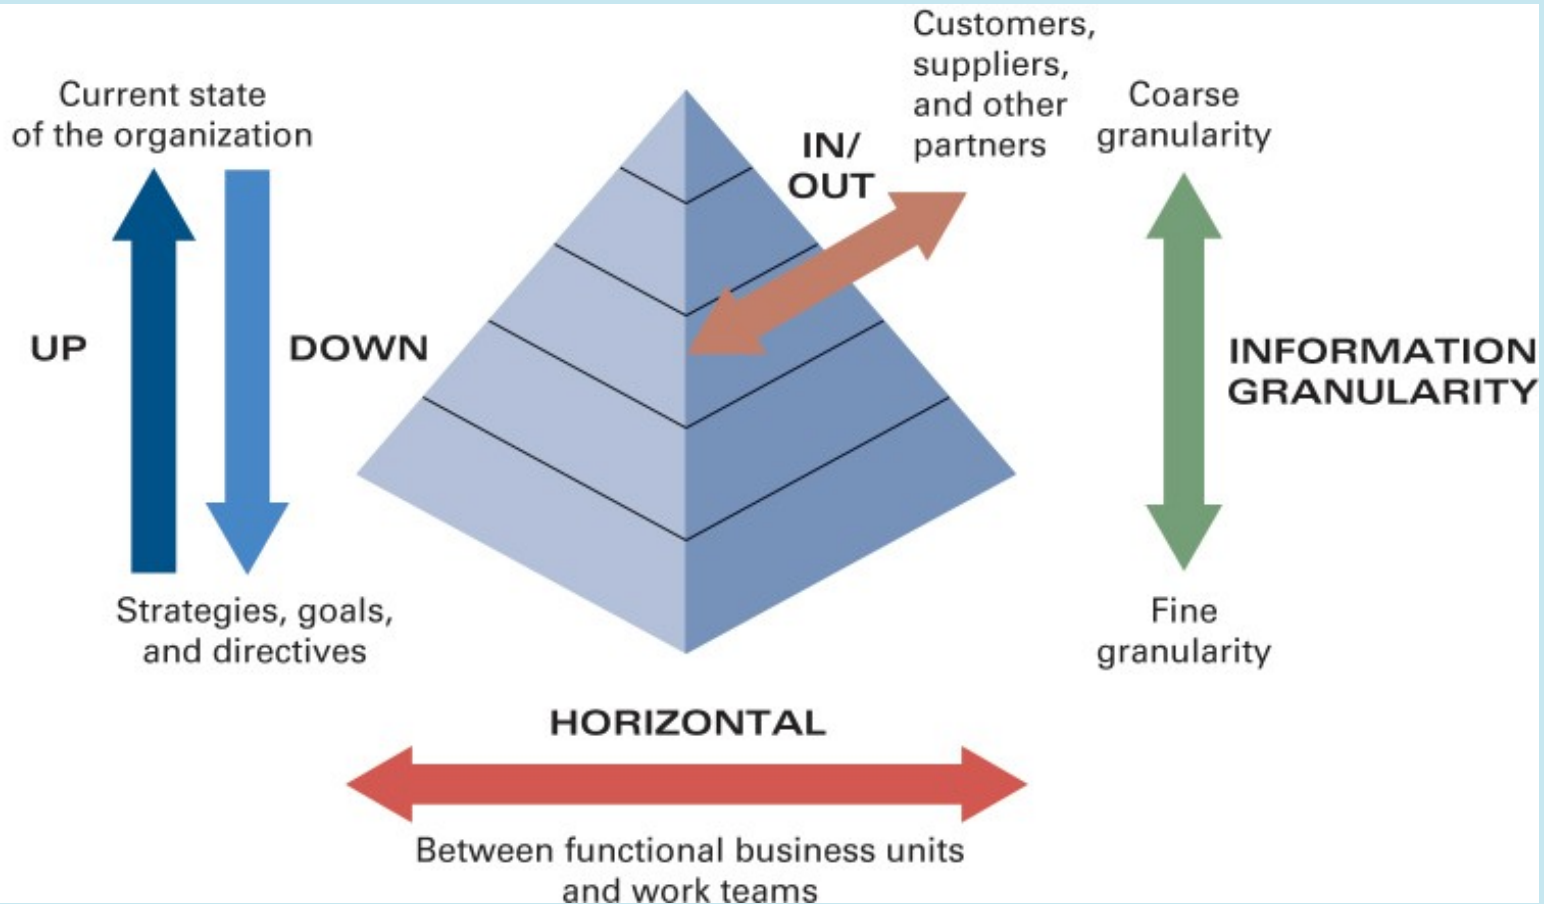 Current state
of the organization
UP
DOWN
Strategies, goals,
and directives
IN/
OUT
Customers,
suppliers,
and other
partners
Coarse
granularity
INFORMATION
GRANULARITY
Fine
granularity
HORIZONTAL
Between functional business units
and work teams